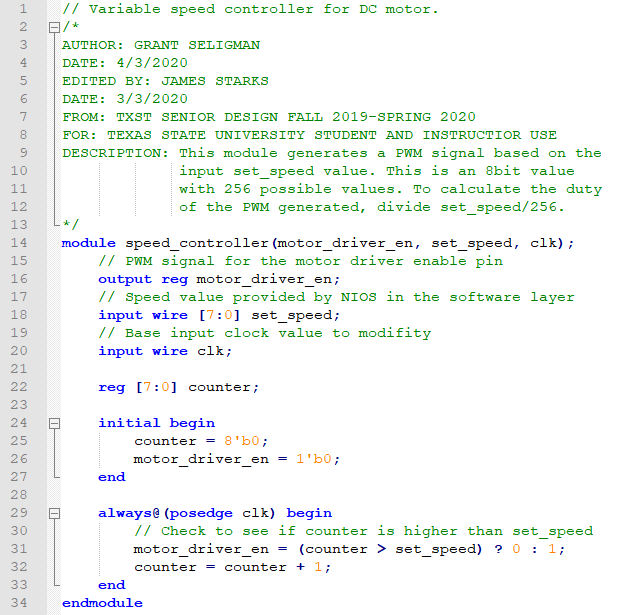 1 // Variable speed controller for DC motor.
2 /*
3 AUTHOR: GRANT SELIGMAN
4 DATE: 4/3/2020
5 EDITED BY: JAMES STARKS
6 DATE: 3/3/2020
7 FROM: TXST SENIOR DESIGN FALL 2019-SPRING 2020
8 FOR: TEXAS STATE UNIVERSITY STUDENT AND INSTRUCTIOR USE
9 DESCRIPTION: This module generates a PWM signal based on the
10 input set_speed value. This is an 8bit value
11 with 256 possible values. To calculate the duty
12 of the PWM generated, divide set_speed/256.
13 */
14 module speed_controller(motor_driver_en, set_speed, clk);
15 // PWM signal for the motor driver enable pin
16 output reg motor_driver_en;
17 // Speed value provided by NIOS in the software layer
18 input wire [7:0] set_speed;
19 // Base input clock value to modifity
20 input wire clk;
21
22 reg [7:0] counter;
23
24 initial begin
25 counter = 8'b0;
26 motor_driver_en = 1'b0;
27 end
28
29 always@(posedge clk) begin
30 // Check to see if counter is higher than set_speed
31 motor_driver_en = (counter > set_speed) ? 0 : 1;
32 counter = counter + 1;
33 end
34 endmodule